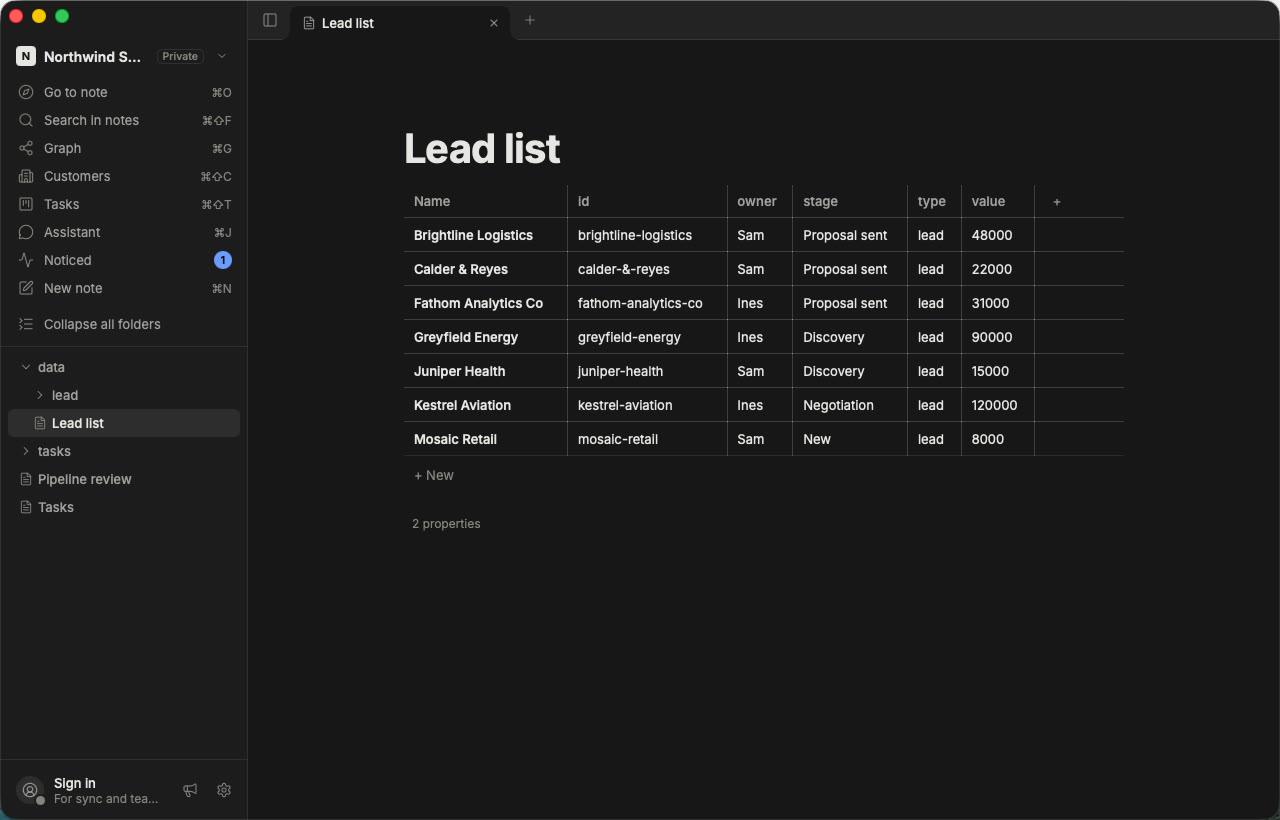 Lead list
N Northwind S... Private
Go to note ⌘O
Search in notes ⌘⇧F
Graph ⌘G
Customers ⌘⇧C
Tasks ⌘⇧T
Assistant ⌘J
Noticed 1
New note ⌘N
Collapse all folders
data
lead
Lead list
tasks
Pipeline review
Tasks
Sign in
For sync and tea...
Lead list
Name id owner stage type value +
Brightline Logistics brightline-logistics Sam Proposal sent lead 48000
Calder & Reyes calder-&-reyes Sam Proposal sent lead 22000
Fathom Analytics Co fathom-analytics-co Ines Proposal sent lead 31000
Greyfield Energy greyfield-energy Ines Discovery lead 90000
Juniper Health juniper-health Sam Discovery lead 15000
Kestrel Aviation kestrel-aviation Ines Negotiation lead 120000
Mosaic Retail mosaic-retail Sam New lead 8000
+ New
2 properties